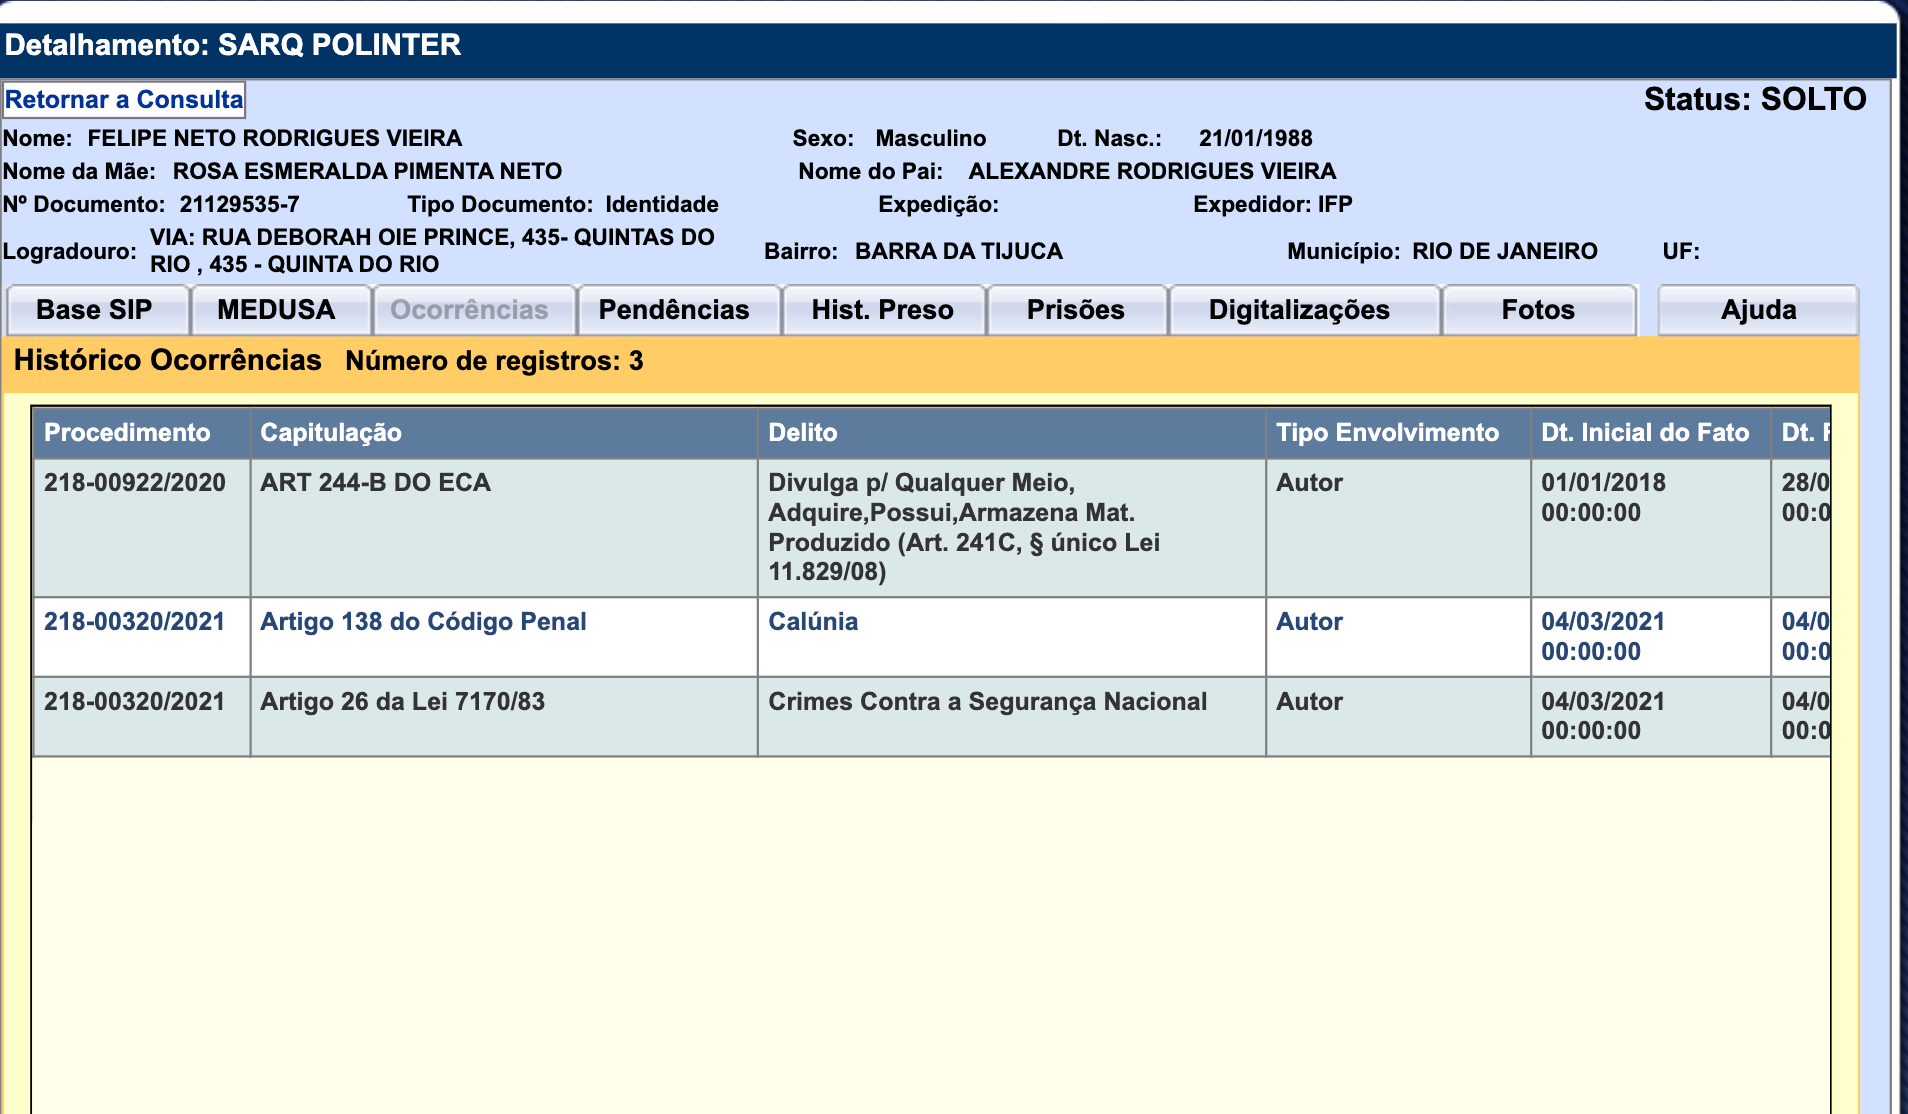 Detalhamento: SARQ POLINTER
Retornar a Consulta
Status: SOLTO
Nome: FELIPE NETO RODRIGUES VIEIRA Sexo: Masculino Dt. Nasc.: 21/01/1988
Nome da Mãe: ROSA ESMERALDA PIMENTA NETO Nome do Pai: ALEXANDRE RODRIGUES VIEIRA
Nº Documento: 21129535-7 Tipo Documento: Identidade Expedição: Expedidor: IFP
Logradouro: VIA: RUA DEBORAH OIE PRINCE, 435- QUINTAS DO
RIO , 435 - QUINTA DO RIO
Bairro: BARRA DA TIJUCA Município: RIO DE JANEIRO UF:
Base SIP MEDUSA Ocorrências Pendências Hist. Preso Prisões Digitalizações Fotos Ajuda
Histórico Ocorrências Número de registros: 3
Procedimento Capitulação Delito Tipo Envolvimento Dt. Inicial do Fato Dt.
218-00922/2020 ART 244-B DO ECA Divulga p/ Qualquer Meio, Autor 01/01/2018 28/0
Adquire,Possui,Armazena Mat. 00:00:00 00:0
Produzido (Art. 241C, § único Lei
11.829/08)
218-00320/2021 Artigo 138 do Código Penal Calúnia Autor 04/03/2021 04/0
00:00:00 00:0
218-00320/2021 Artigo 26 da Lei 7170/83 Crimes Contra a Segurança Nacional Autor 04/03/2021 04/0
00:00:00 00:0